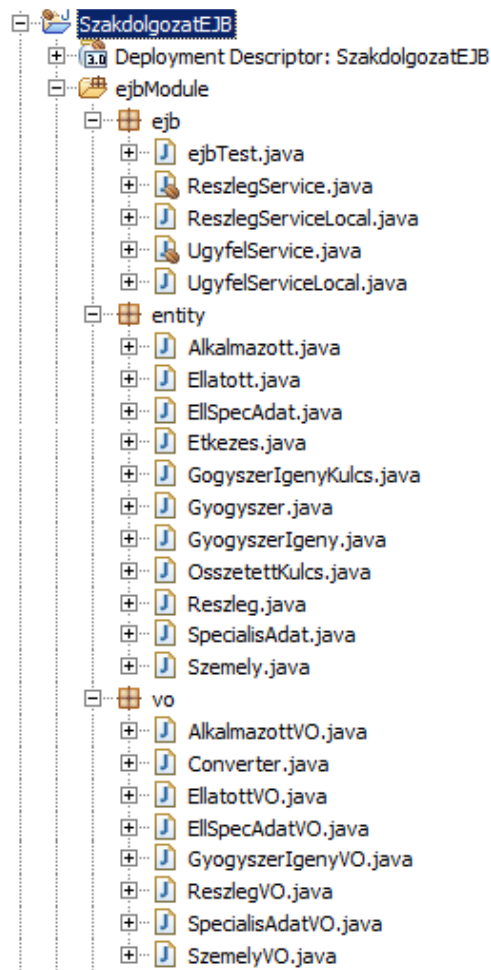 SzakdolgozatEJB
3.0 Deployment Descriptor: SzakdolgozatEJB
ejbModule
ejb
J ejbTest.java
J ReszlegService.java
J ReszlegServiceLocal.java
J UgyfelService.java
J UgyfelServiceLocal.java
entity
J Alkalmazott.java
J Ellatott.java
J EllSpecAdat.java
J Etkezes.java
J GogyszerIgenyKulcs.java
J Gyogyszer.java
J GyogyszerIgeny.java
J OsszetettKulcs.java
J Reszleg.java
J SpecialisAdat.java
J Szemely.java
vo
J AlkalmazottVO.java
J Converter.java
J EllatottVO.java
J EllSpecAdatVO.java
J GyogyszerIgenyVO.java
J ReszlegVO.java
J SpecialisAdatVO.java
J SzemelyVO.java